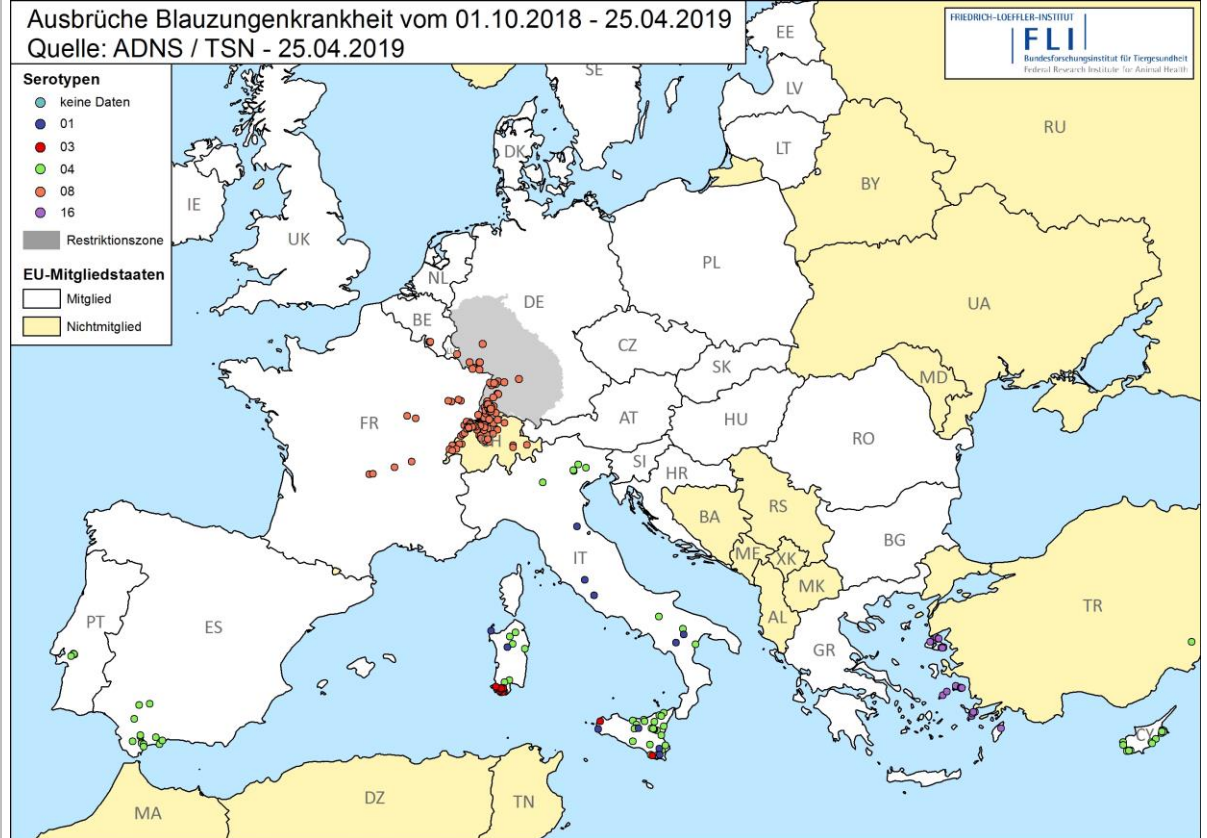 Ausbrüche Blauzungenkrankheit vom 01.10.2018 - 25.04.2019
Quelle: ADNS / TSN - 25.04.2019
FRIEDRICH-LOEFFLER-INSTITUT
FLI
Bundesforschungsinstitut für Tiergesundheit
Federal Research Institute for Animal Health
Serotypen
keine Daten
01
03
04
08
16
Restriktionszone
EU-Mitgliedstaaten
Mitglied
Nichtmitglied
EE
SE
LV
RU
DK
LT
BY
IE
UK
NL
PL
DE
UA
BE
CZ
SK
MD
FR
AT
HU
RO
CH
SI
HR
RS
BA
BG
IT
ME
XK
MK
PT
ES
AL
TR
GR
CY
DZ
TN
MA